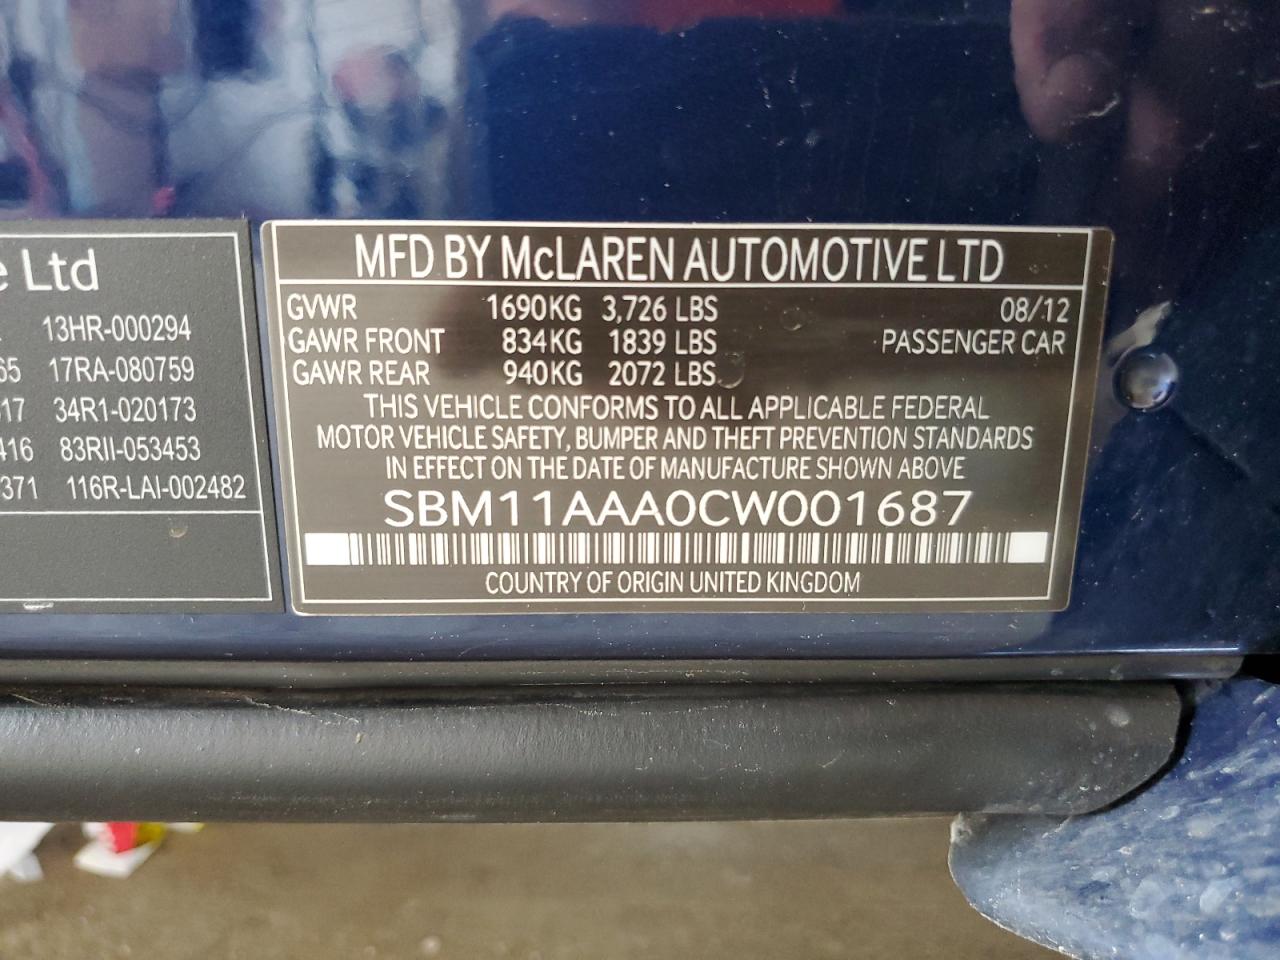 e Ltd
13HR-000294
65 17RA-080759
317 34R1-020173
416 83RII-053453
371 116R-LAI-002482
MFD BY McLAREN AUTOMOTIVE LTD
GVWR 1690KG 3,726 LBS 08/12
GAWR FRONT 834KG 1839 LBS PASSENGER CAR
GAWR REAR 940KG 2072 LBS
THIS VEHICLE CONFORMS TO ALL APPLICABLE FEDERAL
MOTOR VEHICLE SAFETY, BUMPER AND THEFT PREVENTION STANDARDS
IN EFFECT ON THE DATE OF MANUFACTURE SHOWN ABOVE
SBM11AAA0CW001687
COUNTRY OF ORIGIN UNITED KINGDOM